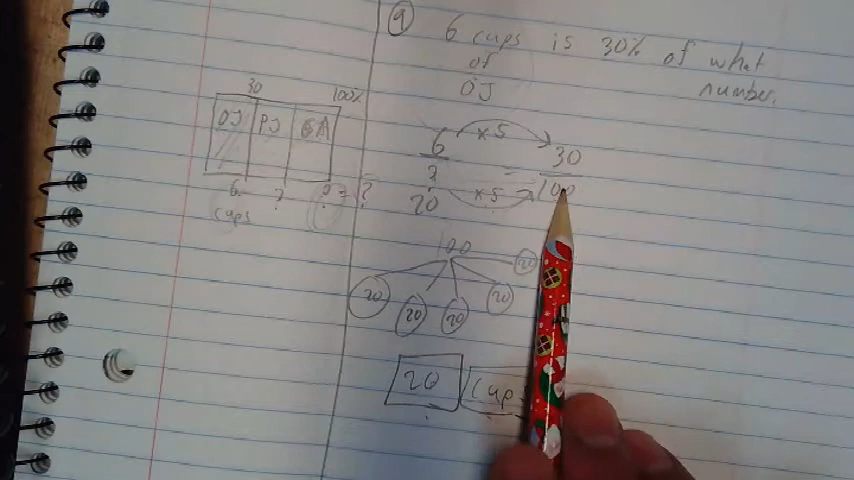 9 6 cups is 30% of what
of number.
OJ
30 100%
OJ PJ GA
6 ? ? = ?
cups
6 ×5 30
? = 100
20 ×5
100
20 20 20 20 20
20 cups